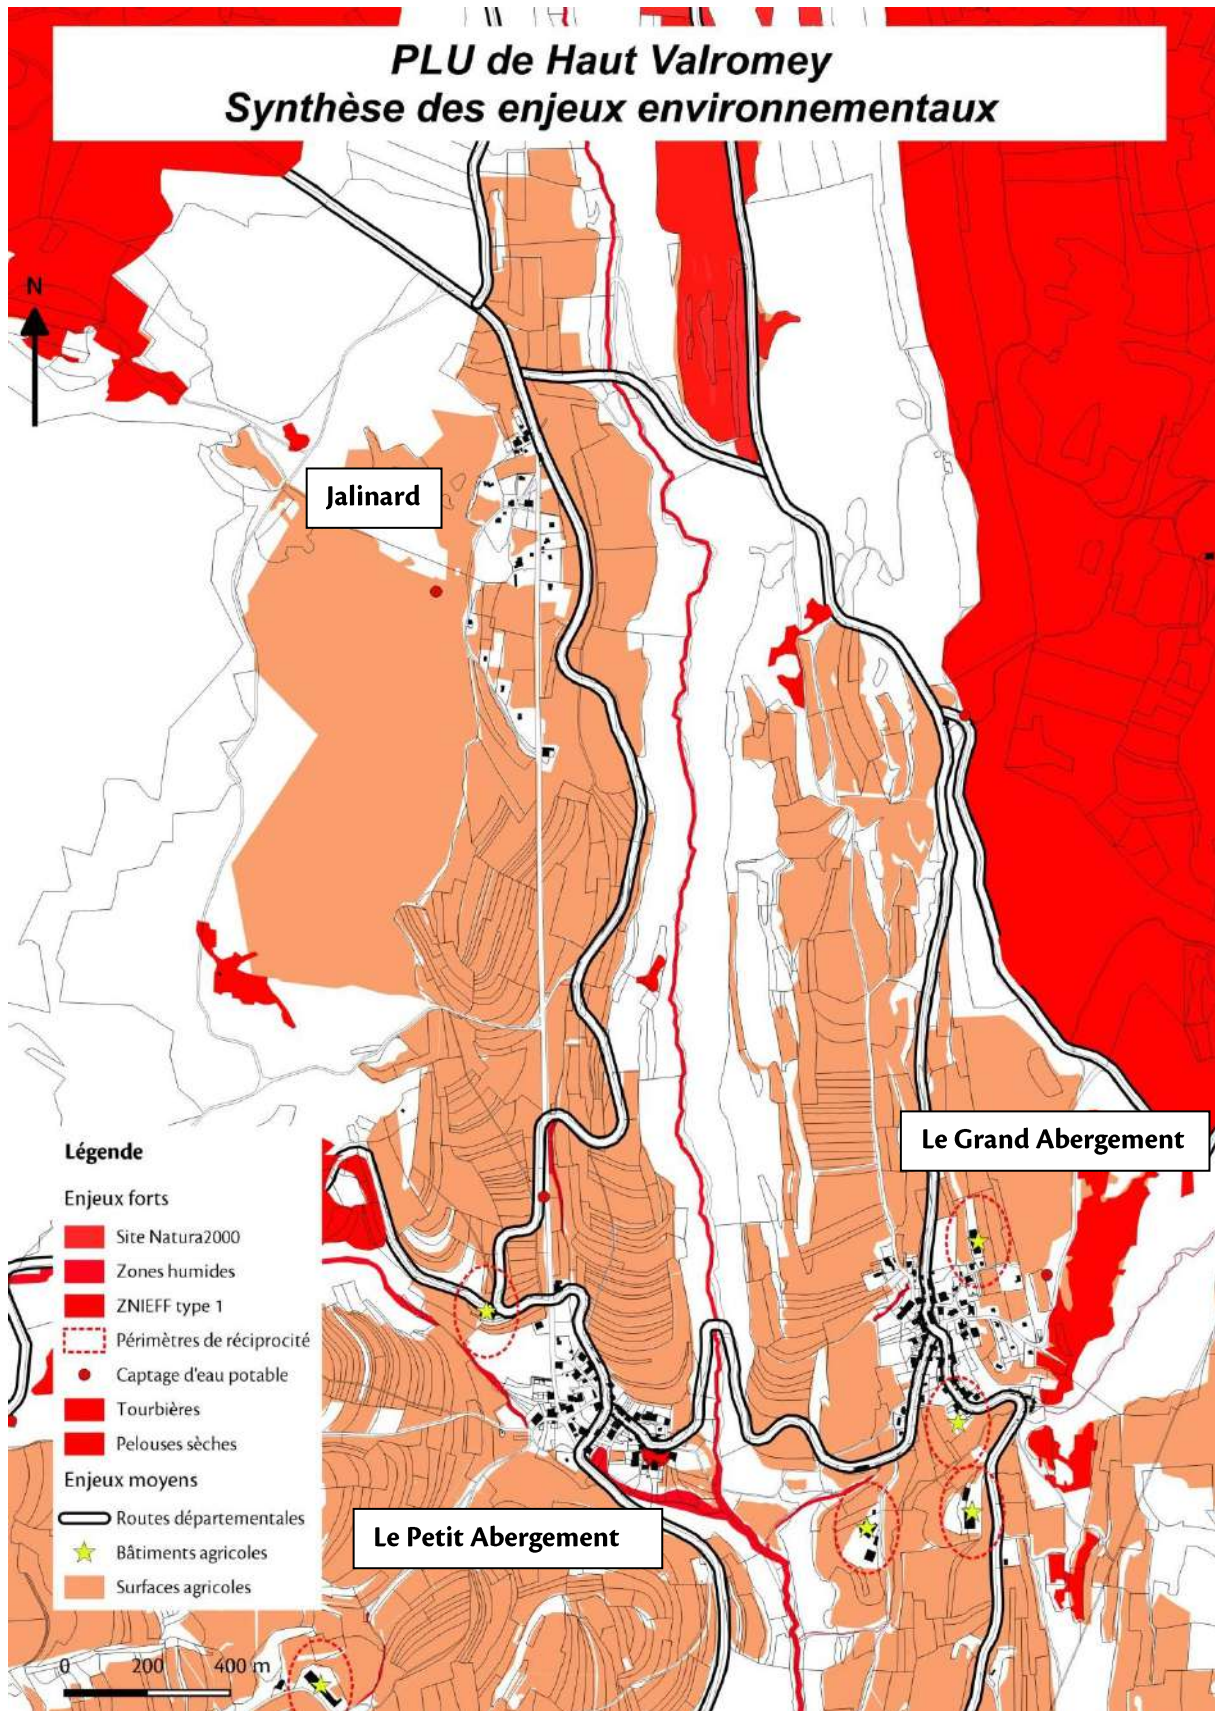 PLU de Haut Valromey
Synthèse des enjeux environnementaux
N
Jalinard
Le Grand Abergement
Légende
Enjeux forts
Site Natura2000
Zones humides
ZNIEFF type 1
Périmètres de réciprocité
Captage d'eau potable
Tourbières
Pelouses sèches
Enjeux moyens
Routes départementales
Bâtiments agricoles
Surfaces agricoles
Le Petit Abergement
0 200 400 m